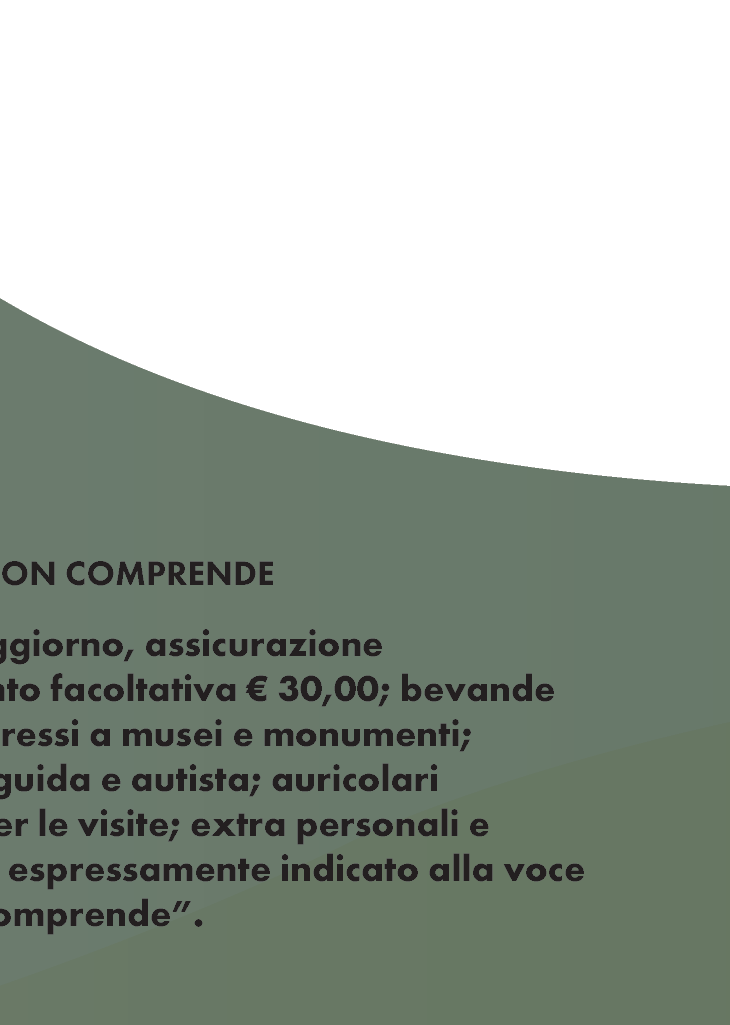 ON COMPRENDE
ggiorno, assicurazione
nto facoltativa € 30,00; bevande
ressi a musei e monumenti;
guida e autista; auricolari
er le visite; extra personali e
espressamente indicato alla voce
omprende”.